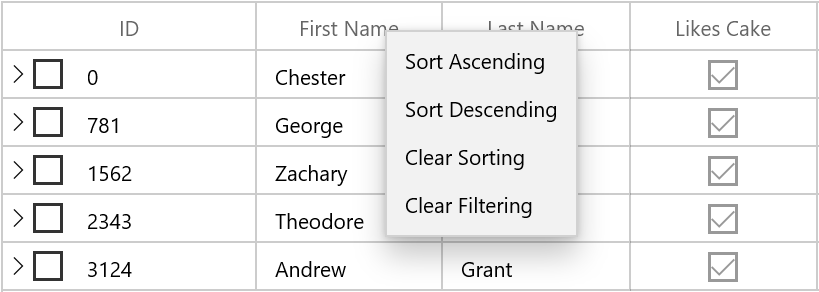 ID First Name Last Name Likes Cake
Sort Ascending
0 Chester
Sort Descending
781 George
Clear Sorting
1562 Zachary
Clear Filtering
2343 Theodore
3124 Andrew Grant